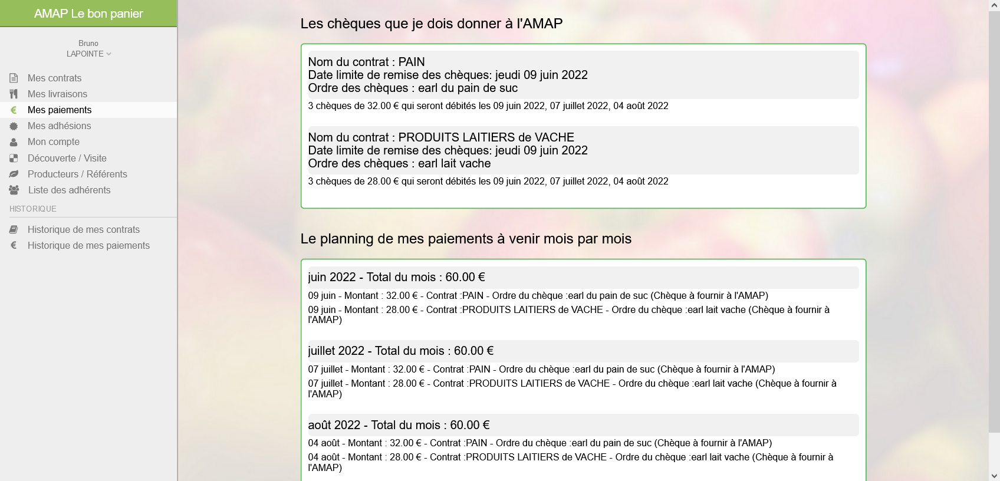 AMAP Le bon panier
Bruno
LAPOINTE
Mes contrats
Mes livraisons
Mes paiements
Mes adhésions
Mon compte
Découverte / Visite
Producteurs / Référents
Liste des adhérents
HISTORIQUE
Historique de mes contrats
Historique de mes paiements
Les chèques que je dois donner à l'AMAP
Nom du contrat : PAIN
Date limite de remise des chèques: jeudi 09 juin 2022
Ordre des chèques : earl du pain de suc
3 chèques de 32.00 € qui seront débités les 09 juin 2022, 07 juillet 2022, 04 août 2022
Nom du contrat : PRODUITS LAITIERS de VACHE
Date limite de remise des chèques: jeudi 09 juin 2022
Ordre des chèques : earl lait vache
3 chèques de 28.00 € qui seront débités les 09 juin 2022, 07 juillet 2022, 04 août 2022
Le planning de mes paiements à venir mois par mois
juin 2022 - Total du mois : 60.00 €
09 juin - Montant : 32.00 € - Contrat :PAIN - Ordre du chèque :earl du pain de suc (Chèque à fournir à l'AMAP)
09 juin - Montant : 28.00 € - Contrat :PRODUITS LAITIERS de VACHE - Ordre du chèque :earl lait vache (Chèque à fournir à
l'AMAP)
juillet 2022 - Total du mois : 60.00 €
07 juillet - Montant : 32.00 € - Contrat :PAIN - Ordre du chèque :earl du pain de suc (Chèque à fournir à l'AMAP)
07 juillet - Montant : 28.00 € - Contrat :PRODUITS LAITIERS de VACHE - Ordre du chèque :earl lait vache (Chèque à fournir à
l'AMAP)
août 2022 - Total du mois : 60.00 €
04 août - Montant : 32.00 € - Contrat :PAIN - Ordre du chèque :earl du pain de suc (Chèque à fournir à l'AMAP)
04 août - Montant : 28.00 € - Contrat :PRODUITS LAITIERS de VACHE - Ordre du chèque :earl lait vache (Chèque à fournir à
l'AMAP)